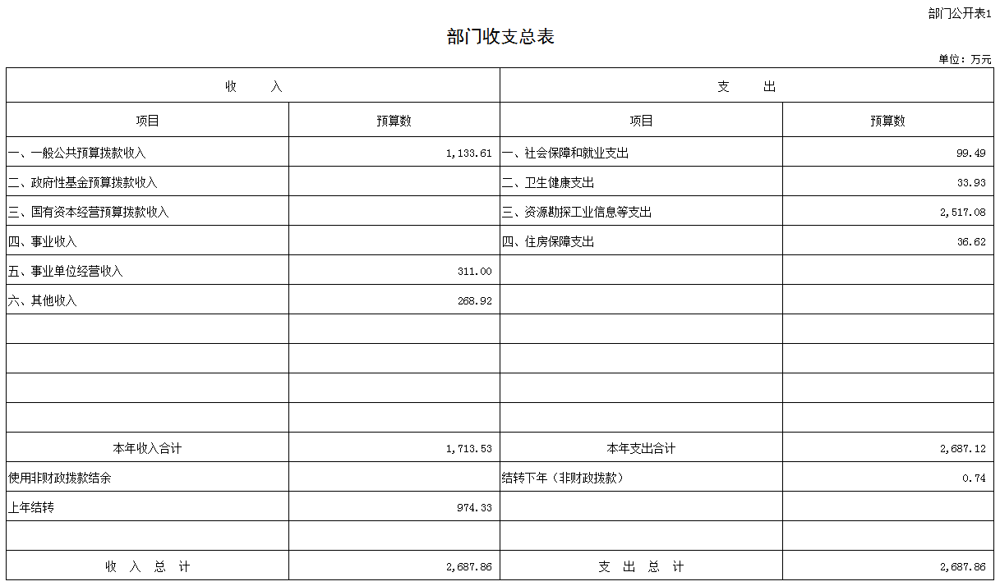 部门公开表1
部门收支总表
单位：万元
收 入 支 出
项目 预算数 项目 预算数
一、一般公共预算拨款收入 1,133.61 一、社会保障和就业支出 99.49
二、政府性基金预算拨款收入 二、卫生健康支出 33.93
三、国有资本经营预算拨款收入 三、资源勘探工业信息等支出 2,517.08
四、事业收入 四、住房保障支出 36.62
五、事业单位经营收入 311.00
六、其他收入 268.92
本年收入合计 1,713.53 本年支出合计 2,687.12
使用非财政拨款结余 结转下年（非财政拨款） 0.74
上年结转 974.33
收 入 总 计 2,687.86 支 出 总 计 2,687.86